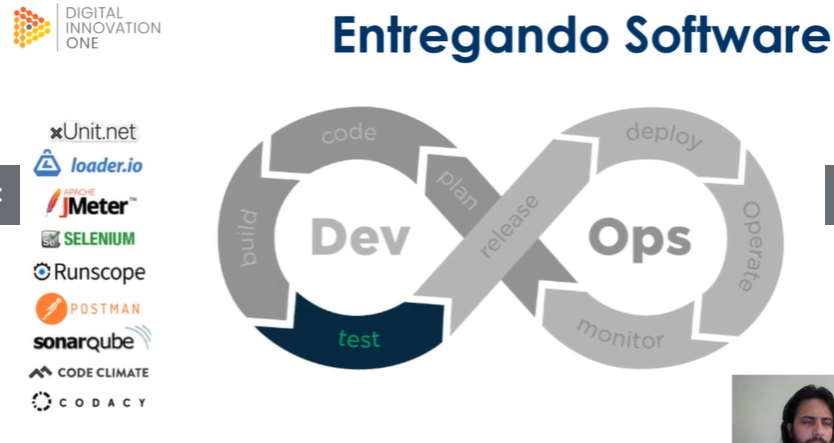 DIGITAL
INNOVATION
ONE
Entregando Software
xUnit.net
loader.io
APACHE
JMeter™
Se SELENIUM
Runscope
POSTMAN
sonarqube
CODE CLIMATE
CODACY
code
plan
build
Dev
test
release
deploy
Operate
Ops
monitor